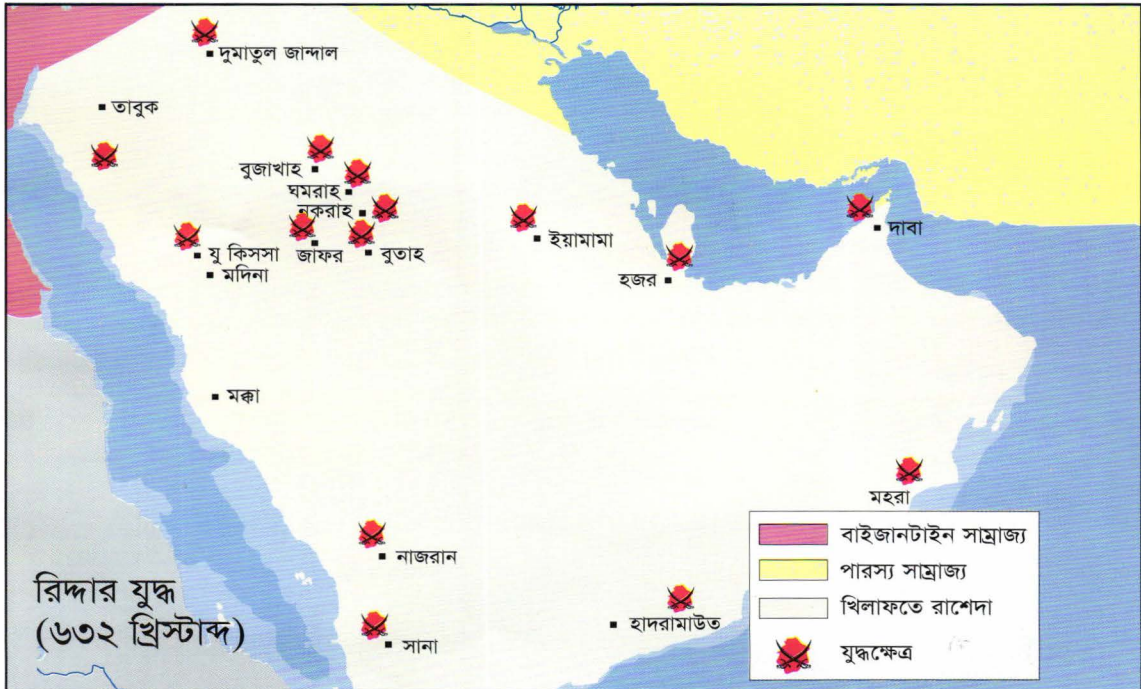 দুমাতুল জান্দাল
তাবুক
বুজাখাহ
ঘমরাহ
নকরাহ
যু কিসসা
জাফর
বুতাহ
ইয়ামামা
দাবা
মদিনা
হজর
মক্কা
মহরা
নাজরান
হাদরামাউত
সানা
রিদ্দার যুদ্ধ
(৬৩২ খ্রিস্টাব্দ)
বাইজানটাইন সাম্রাজ্য
পারস্য সাম্রাজ্য
খিলাফতে রাশেদা
যুদ্ধক্ষেত্র